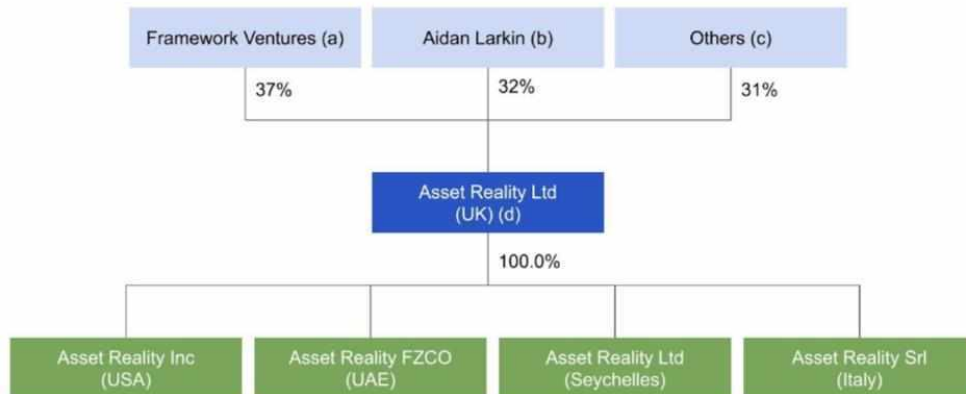 Framework Ventures (a)
Aidan Larkin (b)
Others (c)
37%
32%
31%
Asset Reality Ltd
(UK) (d)
100.0%
Asset Reality Inc
(USA)
Asset Reality FZCO
(UAE)
Asset Reality Ltd
(Seychelles)
Asset Reality Srl
(Italy)